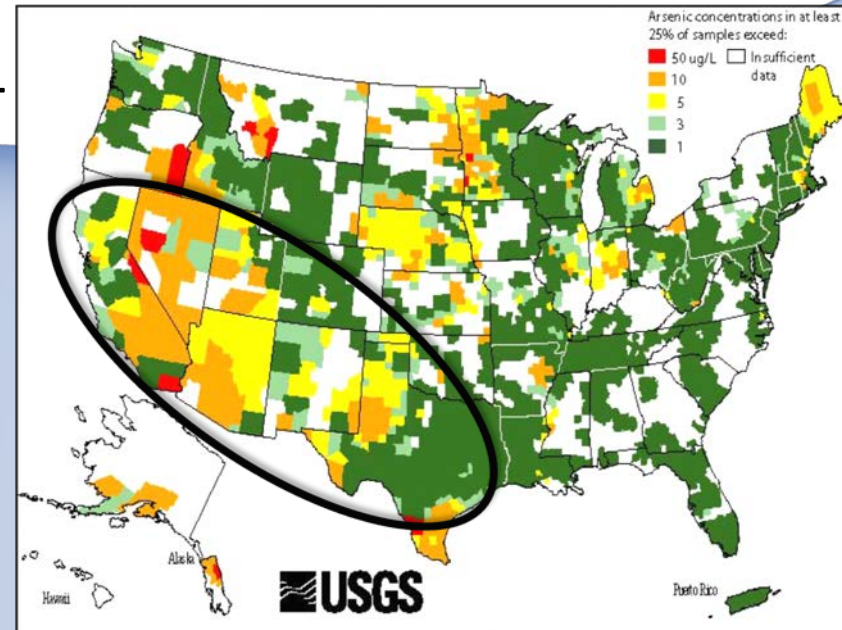 Arsenic concentrations in at least
25% of samples exceed:
50 ug/L
Insufficient
data
10
5
3
1
Alaska
Hawaii
USGS
Puerto Rico